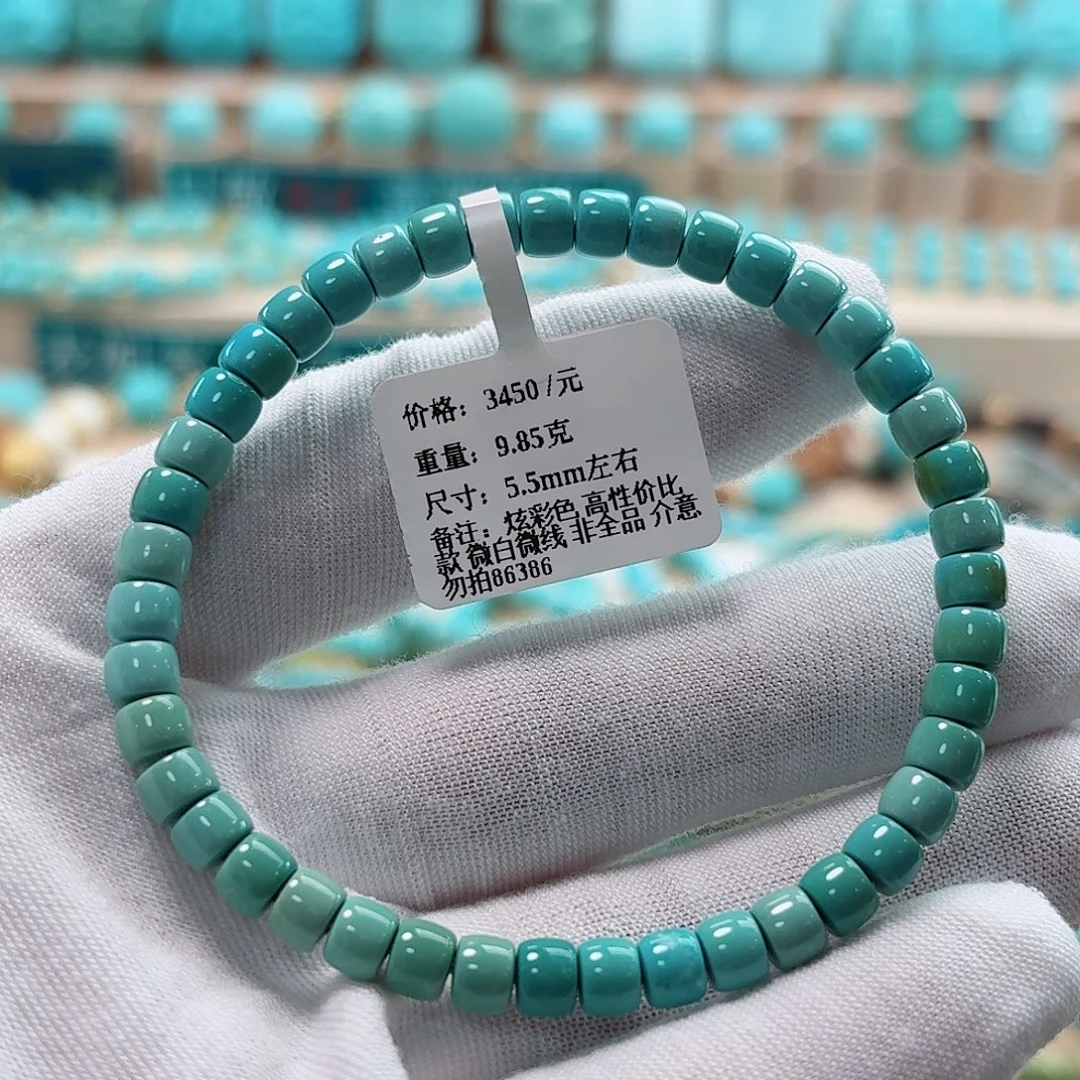 价格：3450 /元
重量：9.85克
尺寸：5.5mm左右
备注：炫彩色 高性价比
款 微白微线 非全品 介意
勿拍86386